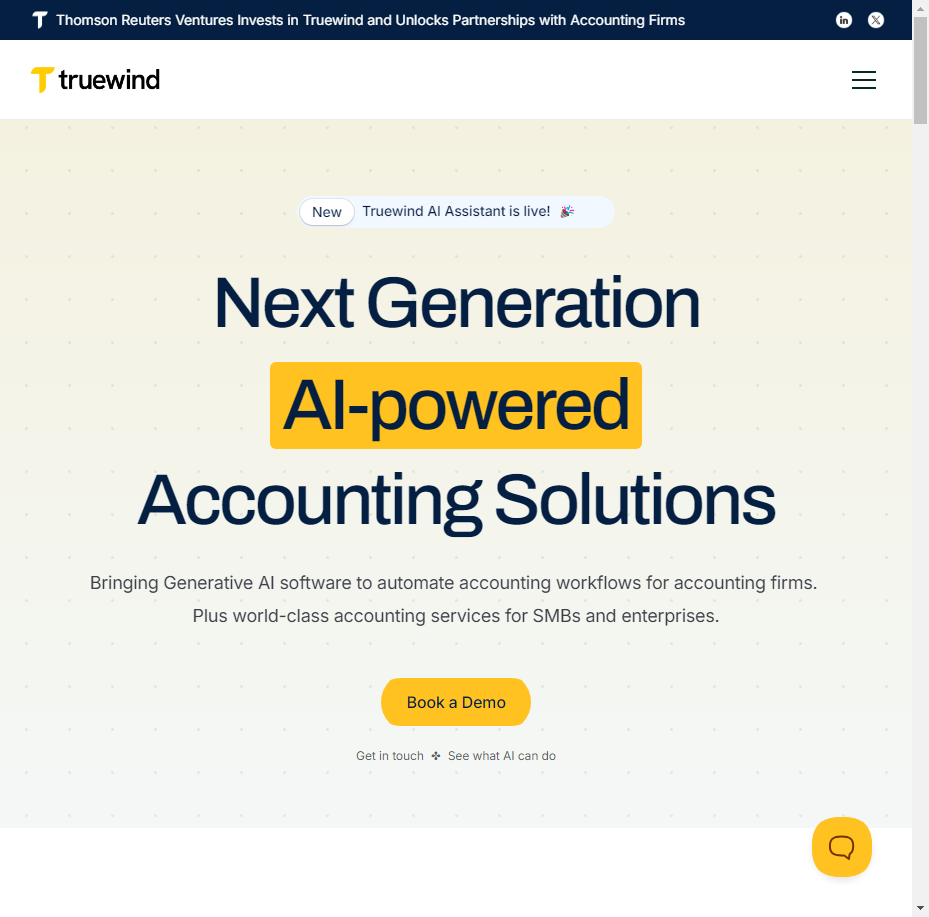 Thomson Reuters Ventures Invests in Truewind and Unlocks Partnerships with Accounting Firms
truewind
New Truewind AI Assistant is live! 🎉
Next Generation
AI-powered
Accounting Solutions
Bringing Generative AI software to automate accounting workflows for accounting firms.
Plus world-class accounting services for SMBs and enterprises.
Book a Demo
Get in touch ✤ See what AI can do